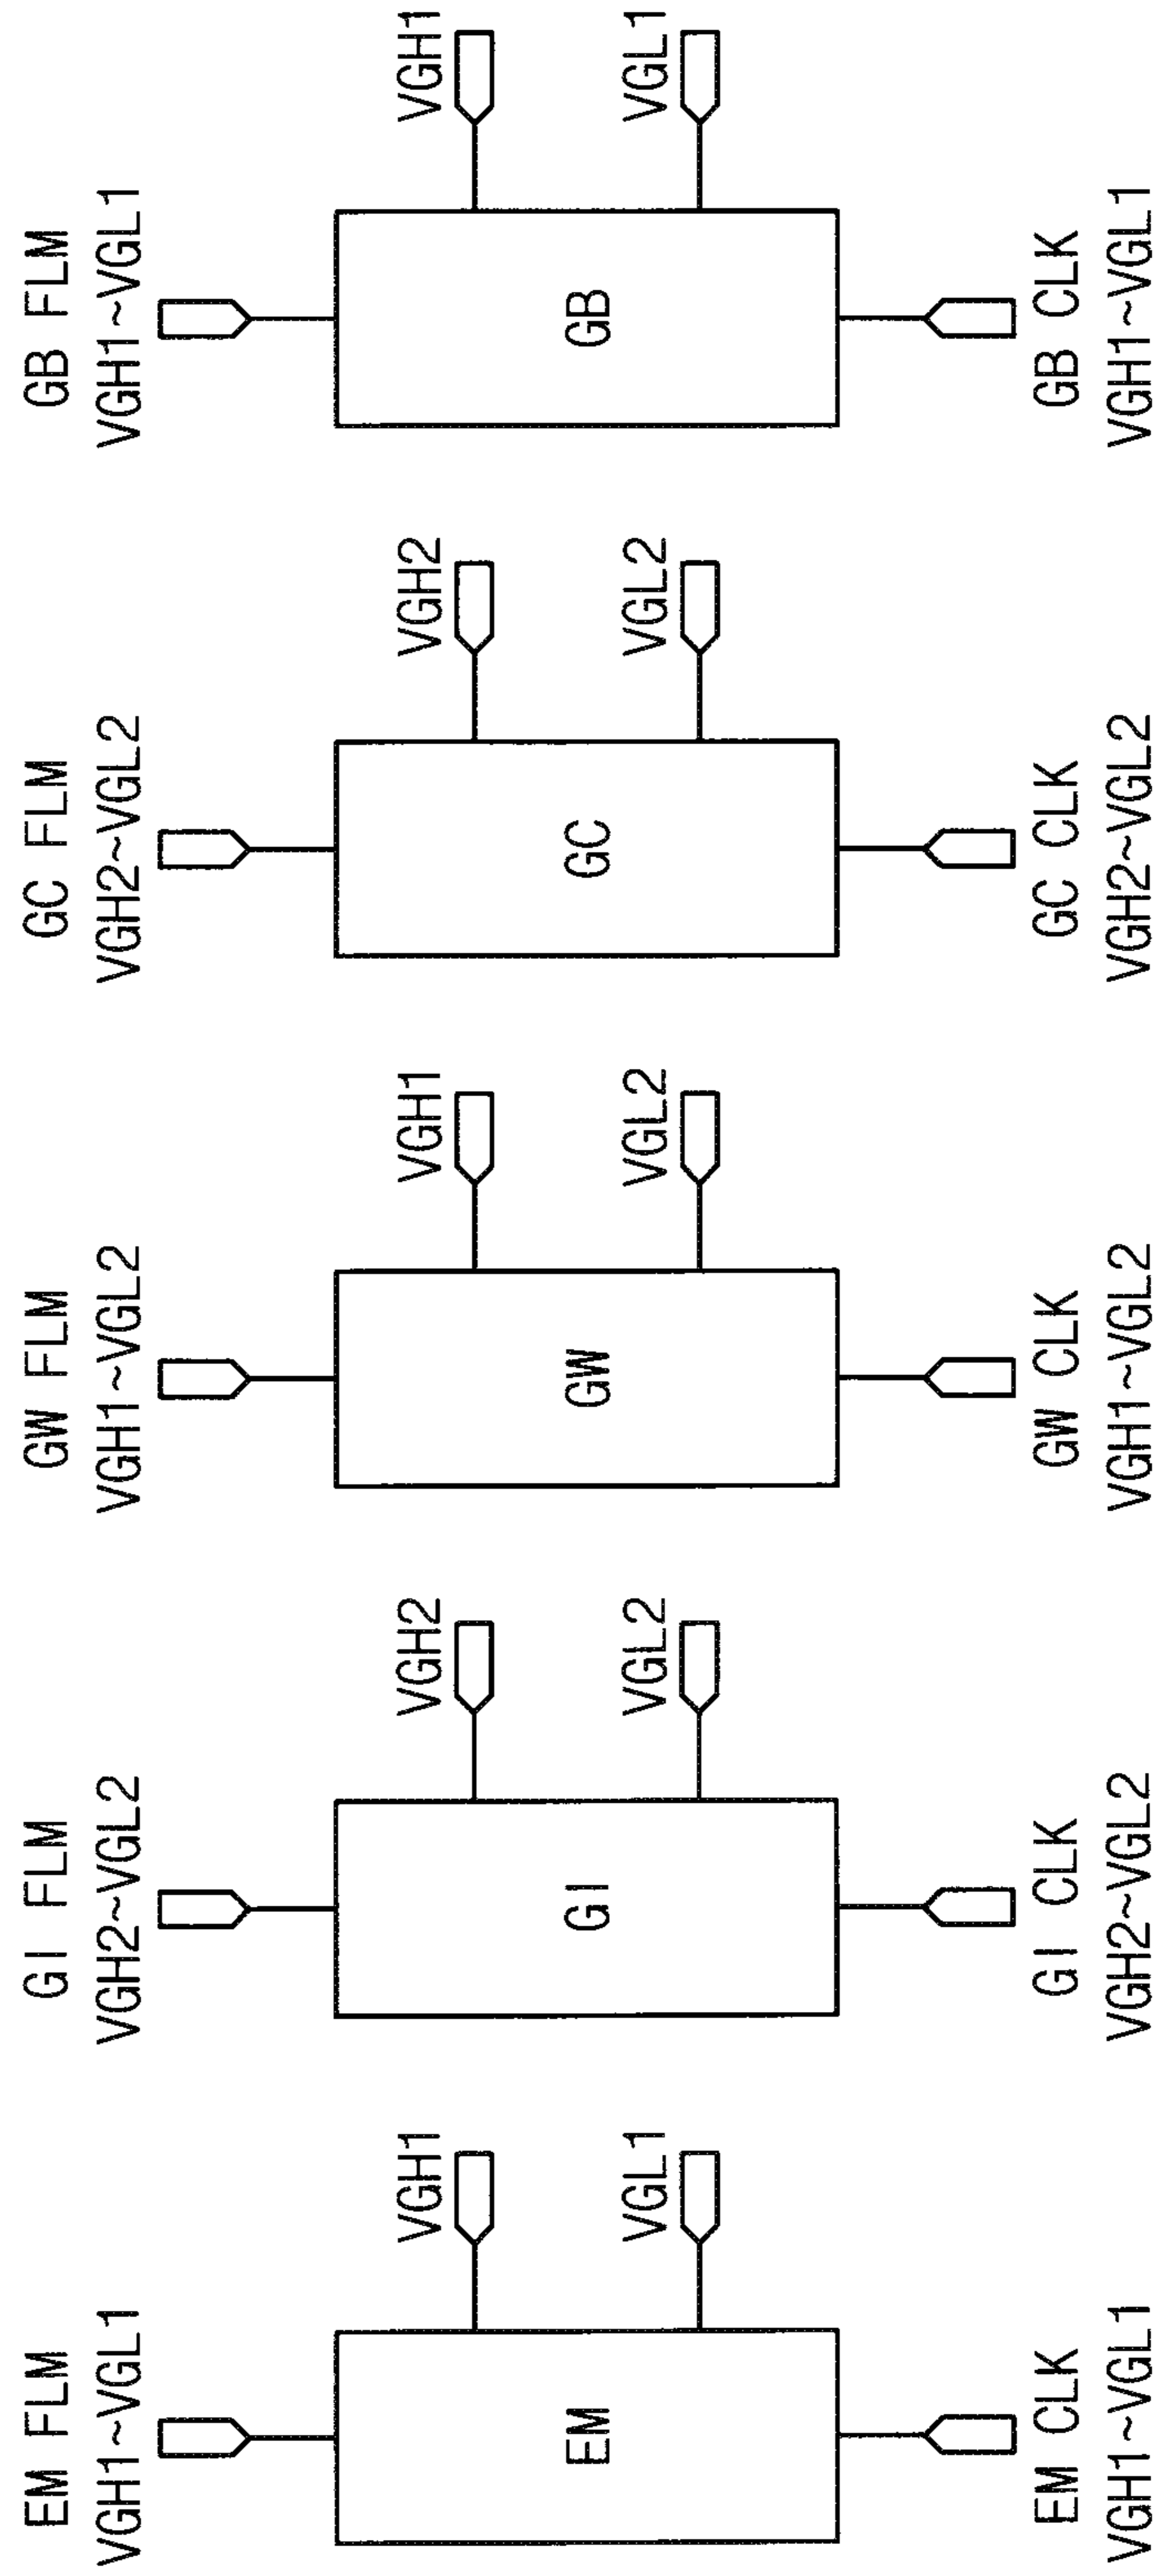 EM FLM
VGH1~VGL1
VGH1
EM
VGL1
EM CLK
VGH1~VGL1
GI FLM
VGH2~VGL2
VGH2
GI
VGL2
GI CLK
VGH2~VGL2
GW FLM
VGH1~VGL2
VGH1
GW
VGL2
GW CLK
VGH1~VGL2
GC FLM
VGH2~VGL2
VGH2
GC
VGL2
GC CLK
VGH2~VGL2
GB FLM
VGH1~VGL1
VGH1
GB
VGL1
GB CLK
VGH1~VGL1